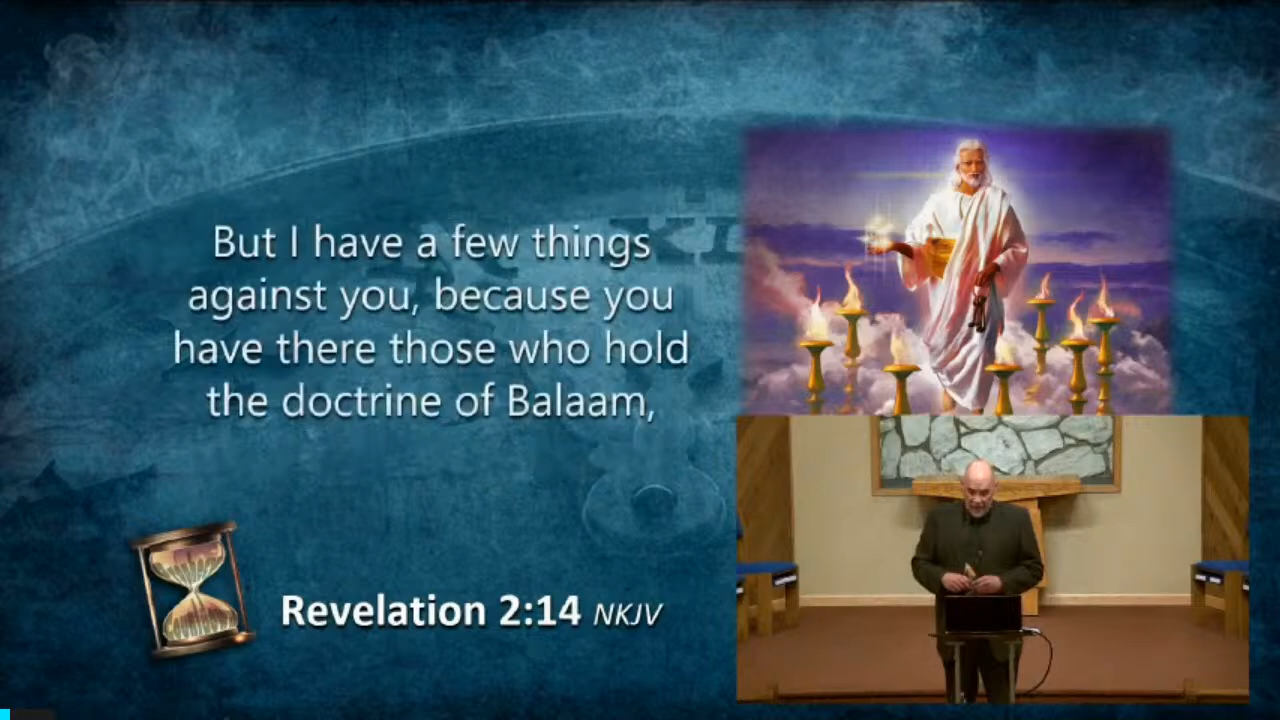 But I have a few things
against you, because you
have there those who hold
the doctrine of Balaam,
Revelation 2:14 NKJV